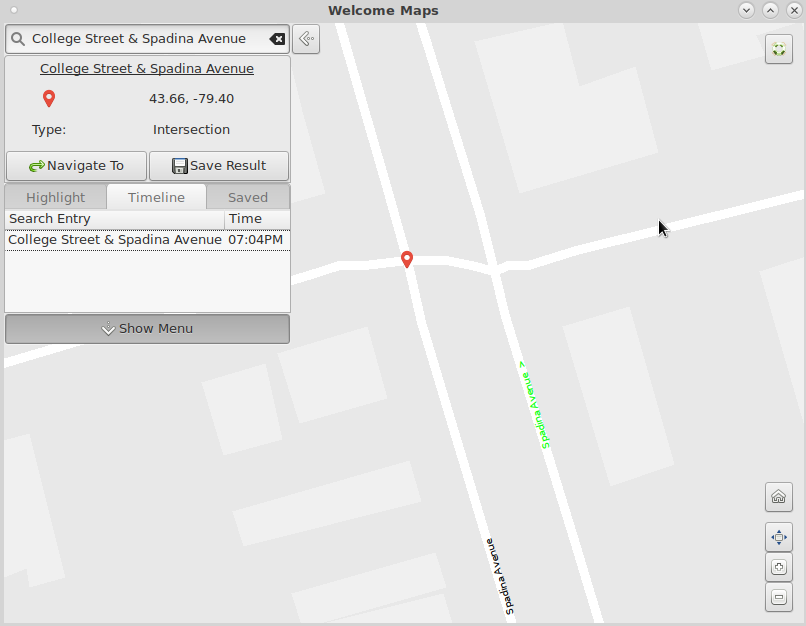 Welcome Maps
College Street & Spadina Avenue
College Street & Spadina Avenue
43.66, -79.40
Type: Intersection
Navigate To Save Result
Highlight Timeline Saved
Search Entry Time
College Street & Spadina Avenue 07:04PM
Show Menu
Spadina Avenue >
Spadina Avenue